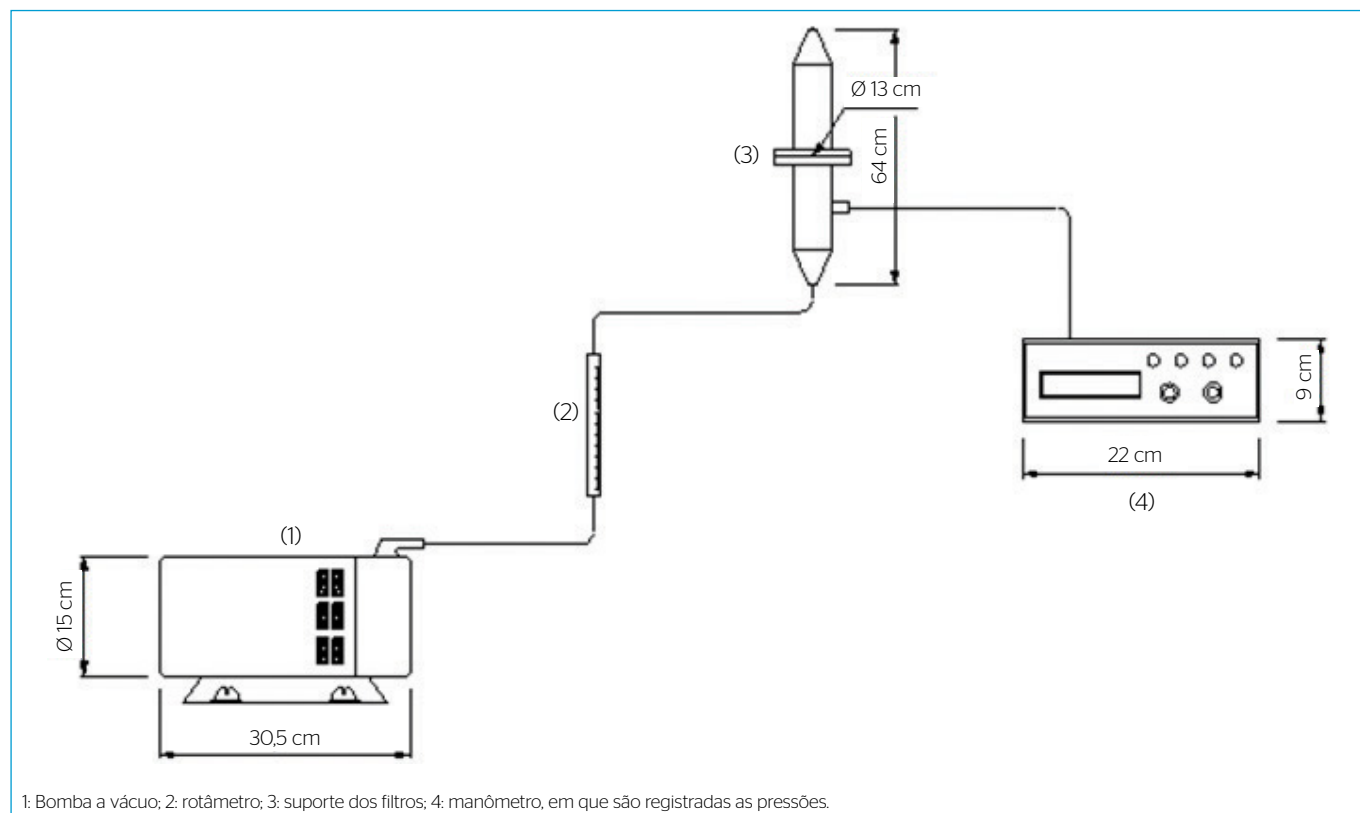 Ø 13 cm
(3)
64 cm
(2)
9 cm
22 cm
(4)
(1)
Ø 15 cm
30,5 cm
1: Bomba a vácuo; 2: rotâmetro; 3: suporte dos filtros; 4: manômetro, em que são registradas as pressões.